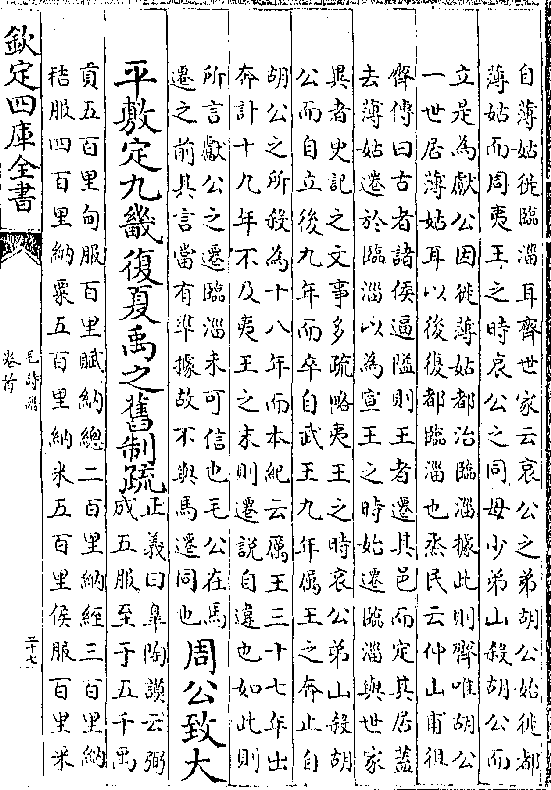 自薄姑徙臨淄耳齊世家云哀公之弟胡公始徙都
薄姑而周夷王之時哀公之同母少弟山殺胡公而
立是為獻公因徙薄姑都治臨淄據此則齊唯胡公
一世居薄姑耳以後復都臨淄也烝民云仲山甫徂
齊傳曰古者諸侯逼隘則王者遷其邑而定其居蓋
去薄姑遷於臨淄以為宣王之時始遷臨淄與世家
異者史記之文事多疏略夷王之時哀公弟山殺胡
公而自立後九年而卒自武王九年厲王之奔止自
胡公之所殺為十八年而本紀云厲王三十七年出
奔計十九年不及夷王之末則遷說自違也如此則
所言獻公之遷臨淄未可信也毛公在馬
遷之前其言當有準據故不與馬遷同也
周公致大
平敷定九畿復夏禹之舊制疏
正義曰臯陶謨云弼
成五服至于五千禹
貢五百里甸服百里賦納總二百里納銍三百里納
秸服四百里納粟五百里納米五百里侯服百里采
欽定四庫全書
毛詩譜
卷首
二十七